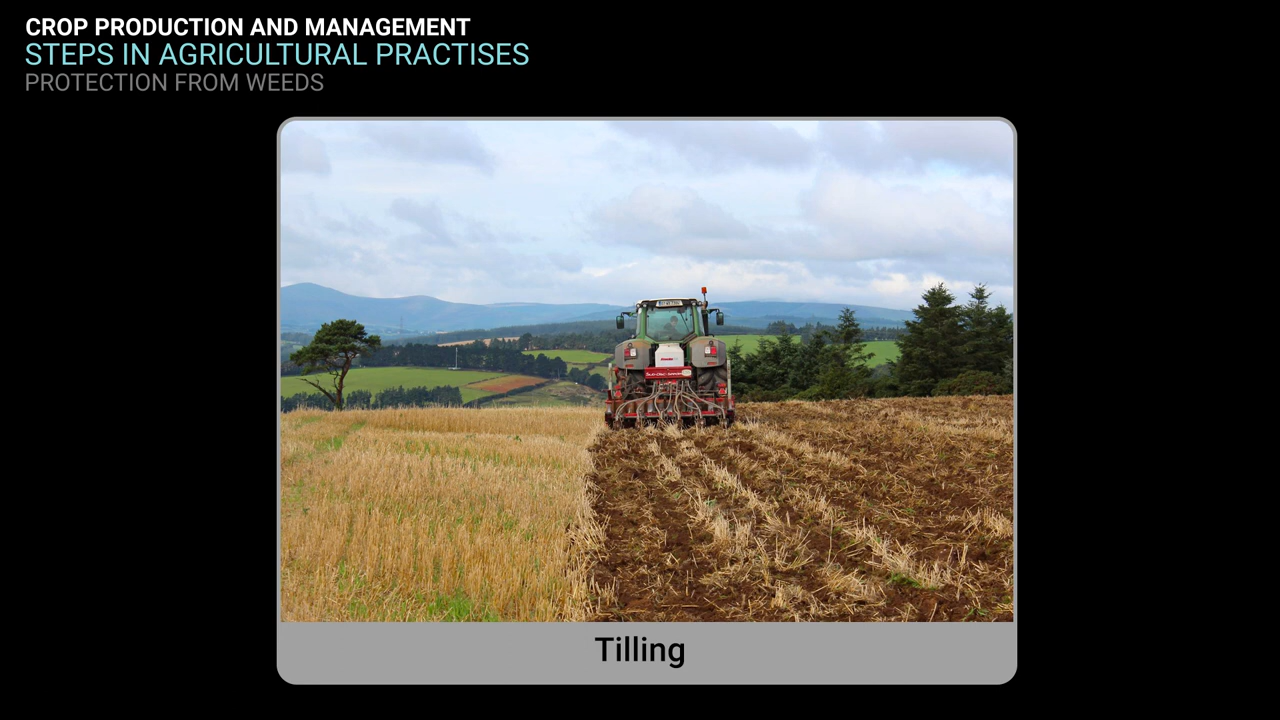 CROP PRODUCTION AND MANAGEMENT
STEPS IN AGRICULTURAL PRACTISES
PROTECTION FROM WEEDS
Tilling